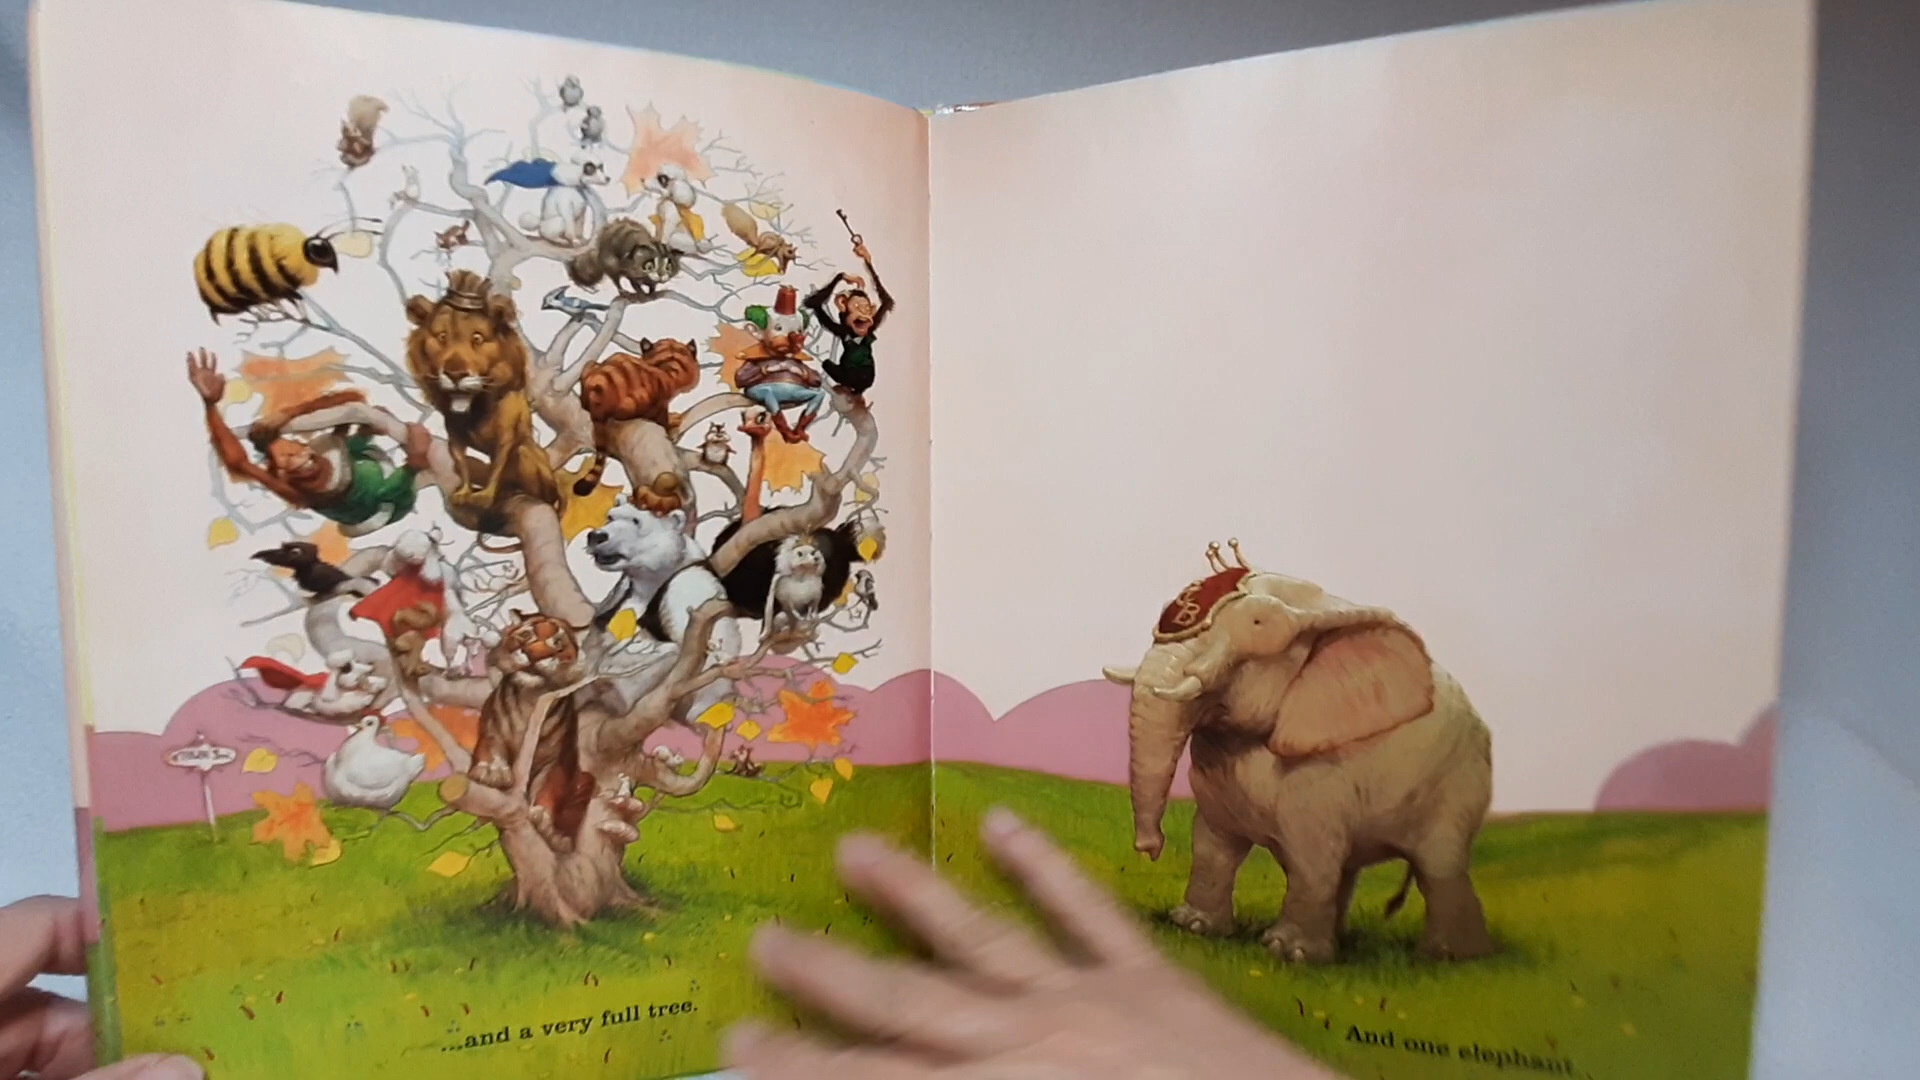 ...and a very full tree.
And one elephant